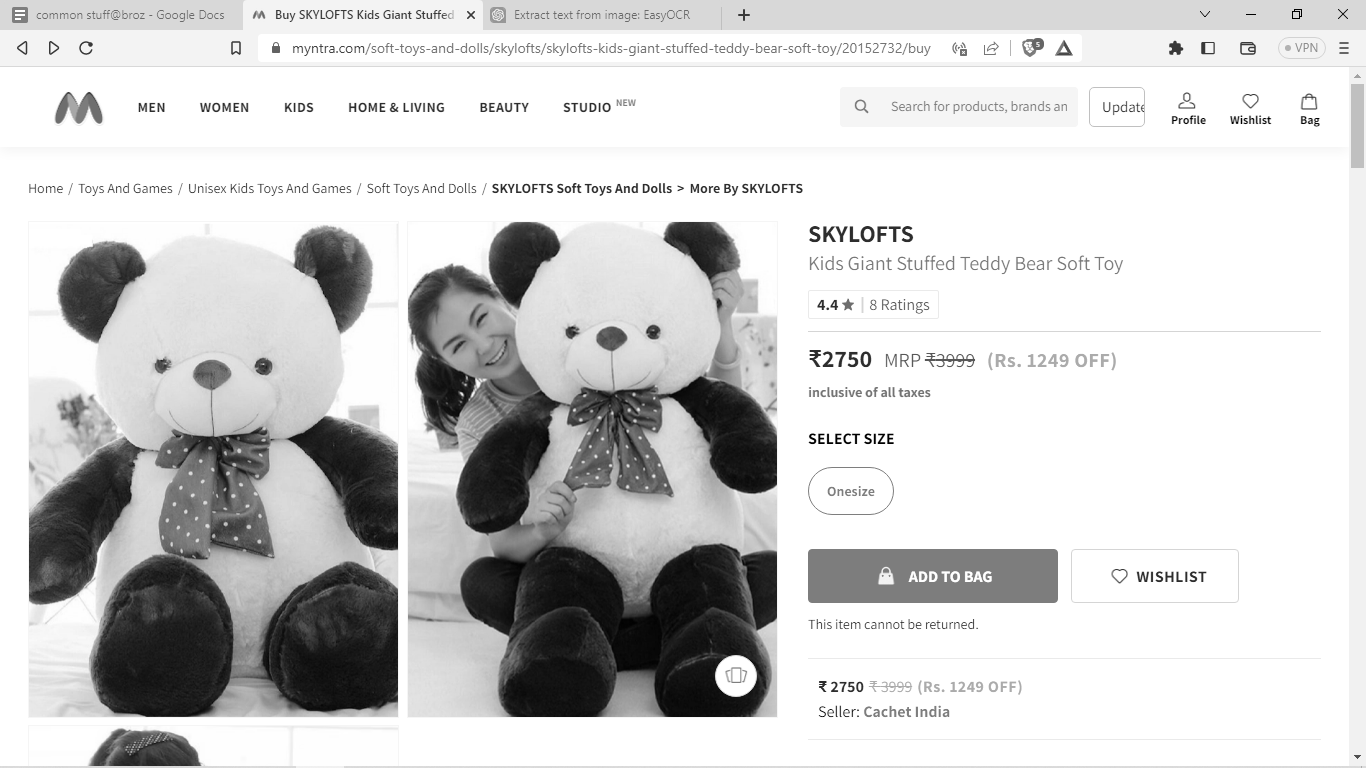 common stuff@broz - Google Docs
Buy SKYLOFTS Kids Giant Stuffed
Extract text from image: EasyOCR
myntra.com/soft-toys-and-dolls/skylofts/skylofts-kids-giant-stuffed-teddy-bear-soft-toy/20152732/buy
5
VPN
MEN WOMEN KIDS HOME & LIVING BEAUTY STUDIO NEW
Search for products, brands an
Update
Profile Wishlist Bag
Home / Toys And Games / Unisex Kids Toys And Games / Soft Toys And Dolls / SKYLOFTS Soft Toys And Dolls > More By SKYLOFTS
SKYLOFTS
Kids Giant Stuffed Teddy Bear Soft Toy
4.4 ★ | 8 Ratings
₹2750 MRP ₹3999 (Rs. 1249 OFF)
inclusive of all taxes
SELECT SIZE
Onesize
ADD TO BAG
WISHLIST
This item cannot be returned.
₹ 2750 ₹ 3999 (Rs. 1249 OFF)
Seller: Cachet India